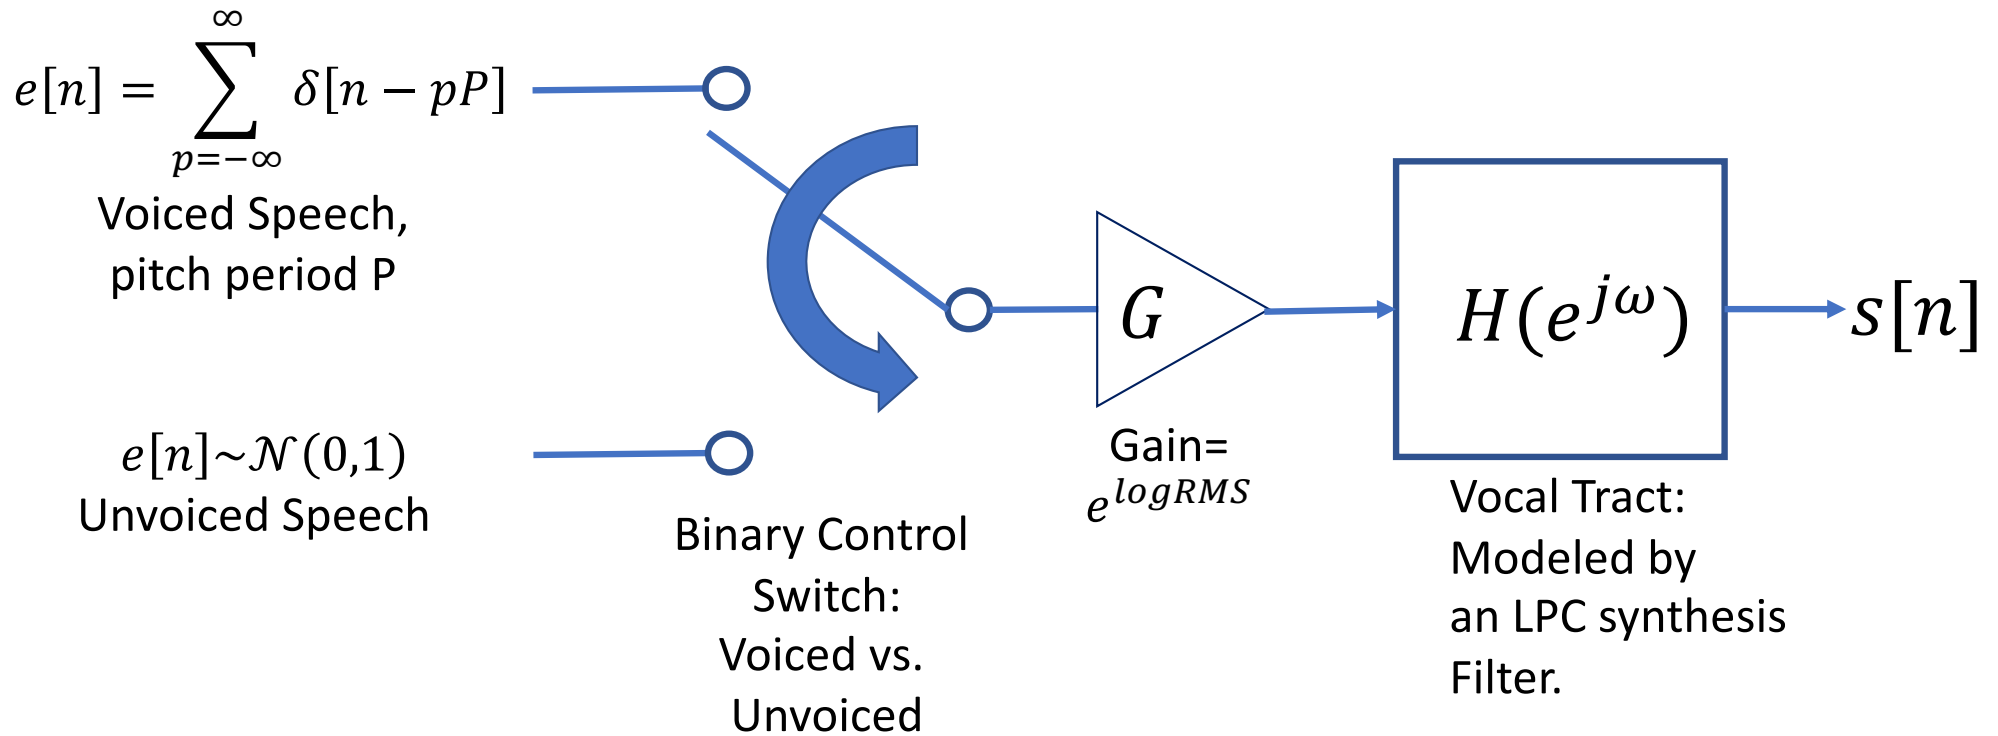 e[n] = ∑_{p=−∞}^{∞} δ[n − pP]
Voiced Speech,
pitch period P
e[n]~𝒩(0,1)
Unvoiced Speech
Binary Control
Switch:
Voiced vs.
Unvoiced
G
Gain=
e^{logRMS}
H(e^{jω})
Vocal Tract:
Modeled by
an LPC synthesis
Filter.
s[n]